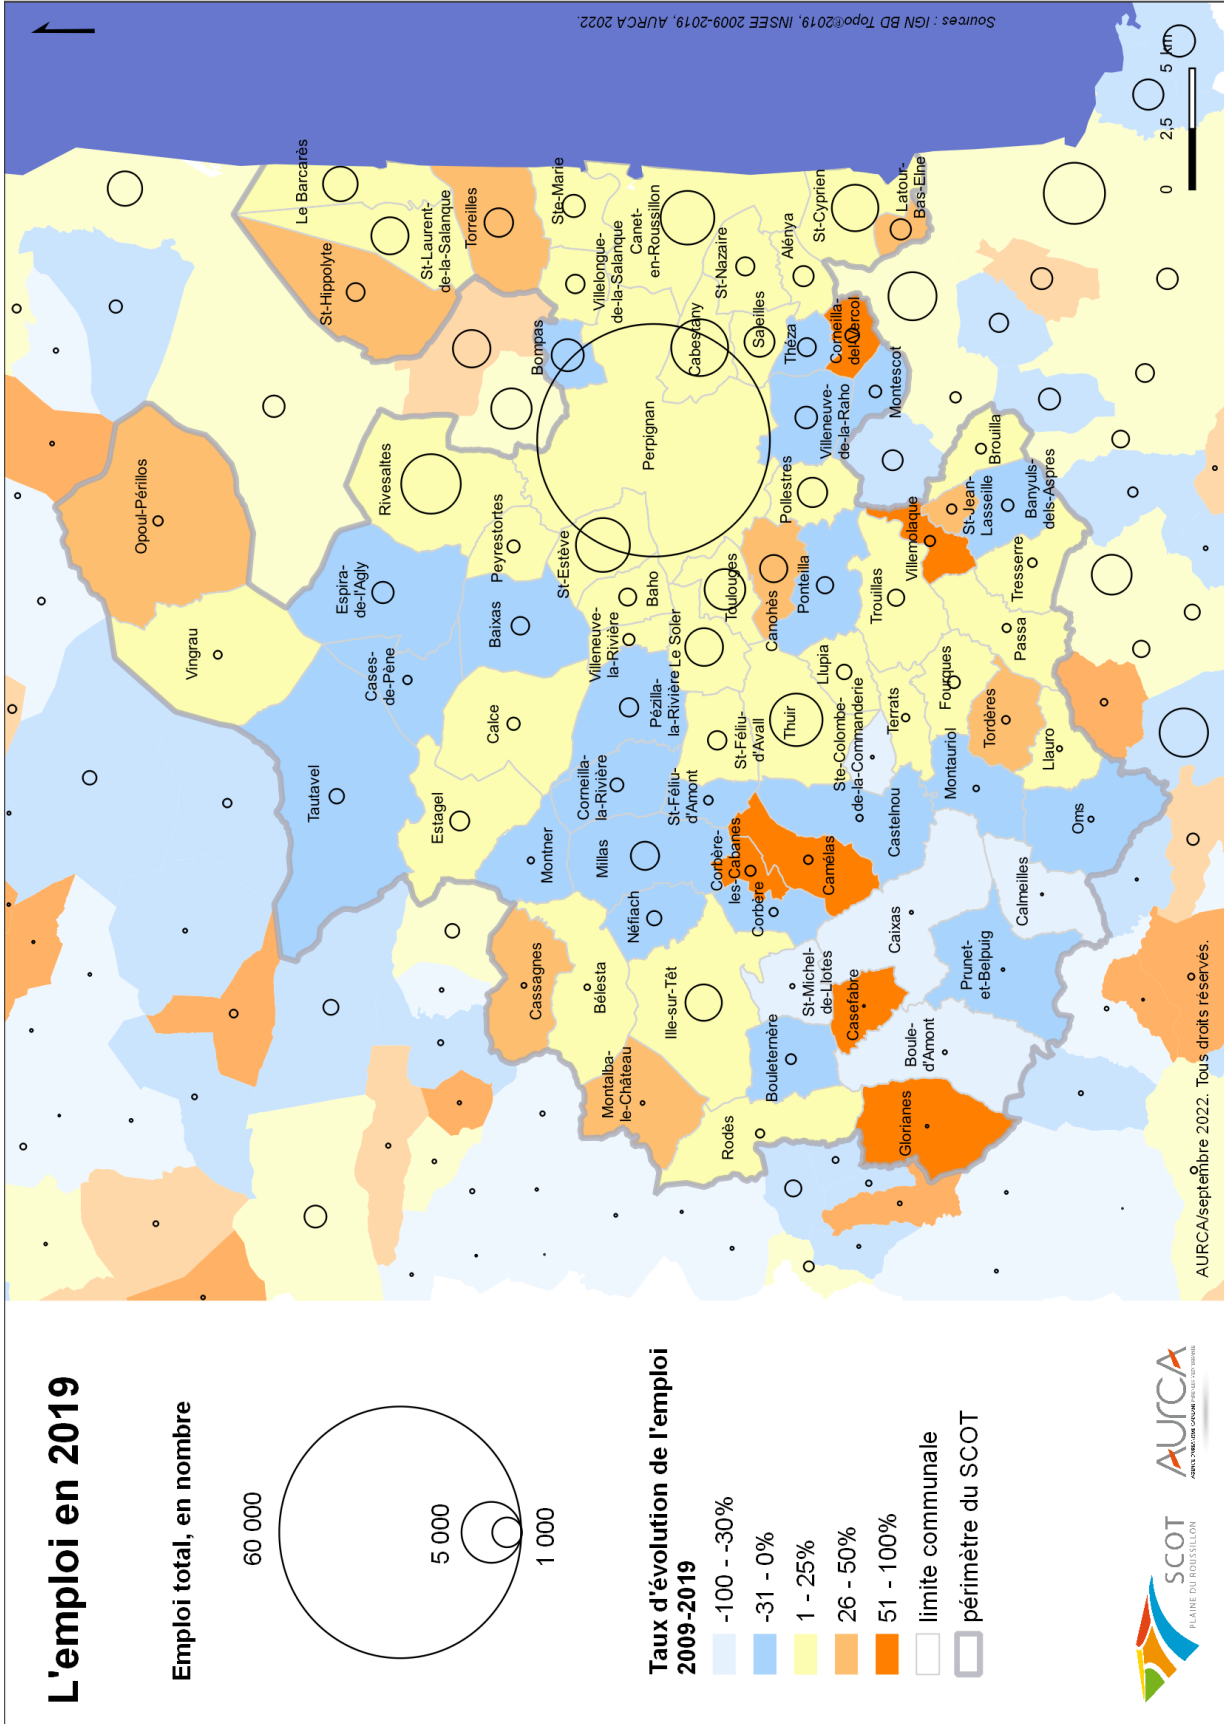 L'emploi en 2019
Emploi total, en nombre
60 000
5 000
1 000
Taux d'évolution de l'emploi
2009-2019
-100 - -30%
-31 - 0%
1 - 25%
26 - 50%
51 - 100%
limite communale
périmètre du SCOT
SCOT
PLAINE DU ROUSSILLON
AURCA
Opoul-Périllos
Vingrau
Tautavel
Cases-
de-Pène
Espira-
de-l'Agly
Rivesaltes
St-Hippolyte
Le Barcarès
St-Laurent-
de-la-Salanque
Torreilles
Estagel
Calce
Baixas
Peyrestortes
Bompas
Ste-Marie
Villelongue-
de-la-Salanque
Canet-
en-Roussillon
Cassagnes
Bélesta
Montner
Millas
Corneilla-
la-Rivière
Pézilla-
la-Rivière
Villeneuve-
la-Rivière
Baho
St-Estève
Perpignan
Cabestany
St-Nazaire
Saleilles
Alénya
St-Cyprien
Latour-
Bas-Elne
Montalba-
le-Château
Ille-sur-Têt
Néfiach
St-Féliu-
d'Amont
St-Féliu-
d'Avall
Le Soler
Toulouges
Canohès
Pollestres
Villeneuve-
de-la-Raho
Théza
Corneilla-
del-Vercol
Montescot
Rodès
Bouleternère
St-Michel-
de-Llotes
Corbère
Corbère-
les-Cabanes
Camélas
Thuir
Llupia
Ponteilla
Trouillas
Ste-Colombe-
de-la-Commanderie
Terrats
Castelnou
Caixas
Casefabre
Boule-
d'Amont
Glorianes
Prunet-
et-Belpuig
Calmeilles
Oms
Montauriol
Llauro
Tordères
Fourques
Passa
Tresserre
Villemolaque
St-Jean-
Lasseille
Banyuls-
dels-Aspres
Brouilla
Sources : IGN BD Topo©2019, INSEE 2009-2019, AURCA 2022.
0
2,5
5 km
AURCA/septembre 2022. Tous droits réservés.